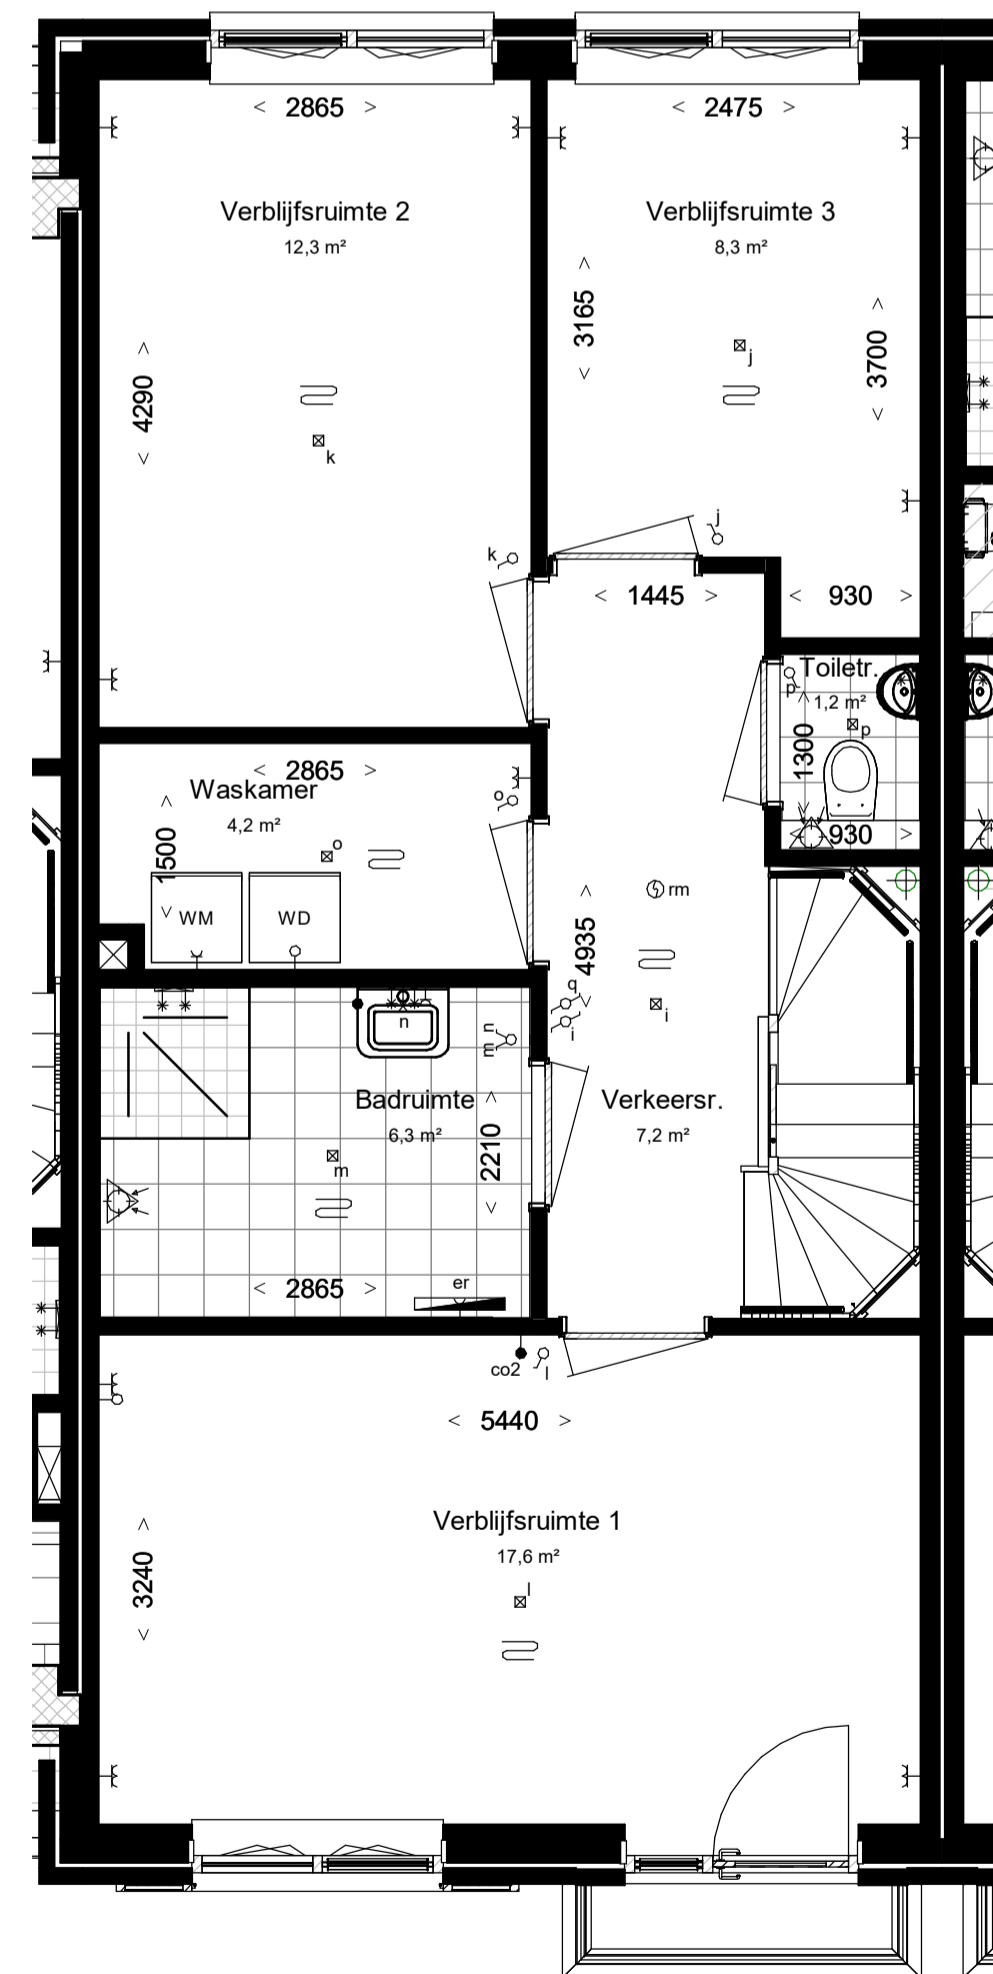 < 2865 >
< 2475 >
Verblijfsruimte 2
12,3 m²
Verblijfsruimte 3
8,3 m²
< 3165 >
< 3700 >
< 4290 >
j
k
j
k
< 1445 >
< 930 >
Toiletr.
1,2 m²
p
p
< 1300 >
< 930 >
< 2865 >
Waskamer
4,2 m²
o
o
< 1500 >
WM
WD
rm
< 4935 >
q
i
i
n
m n
Badruimte
6,3 m²
m
< 2210 >
Verkeersr.
7,2 m²
< 2865 >
er
co2
l
< 5440 >
Verblijfsruimte 1
17,6 m²
l
< 3240 >